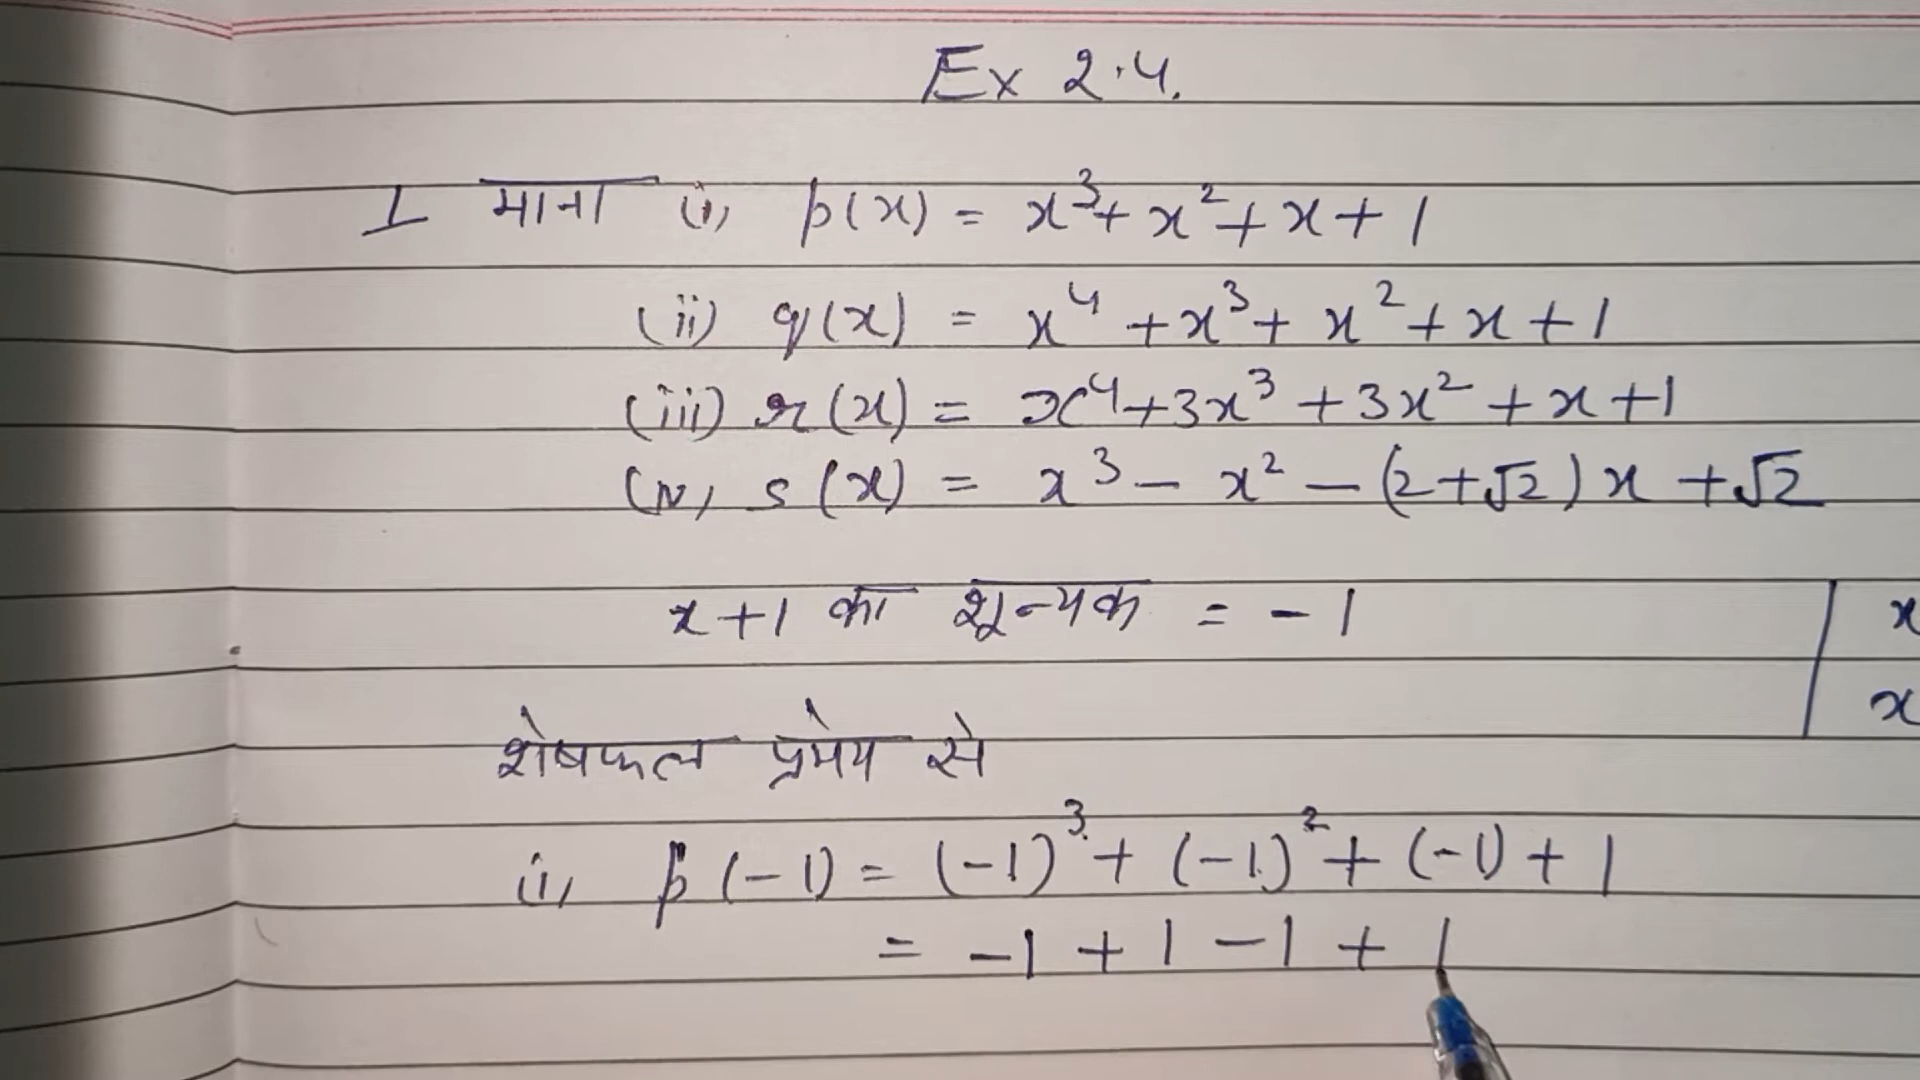 Ex 2.4.
1 माना (i) p(x) = x³ + x² + x + 1
(ii) q(x) = x⁴ + x³ + x² + x + 1
(iii) r(x) = x⁴ + 3x³ + 3x² + x + 1
(iv) s(x) = x³ - x² - (2+√2)x + √2
x + 1 का शून्यक = - 1
x
x
शेषफल प्रमेय से
(i) p(-1) = (-1)³ + (-1)² + (-1) + 1
= -1 + 1 - 1 + 1